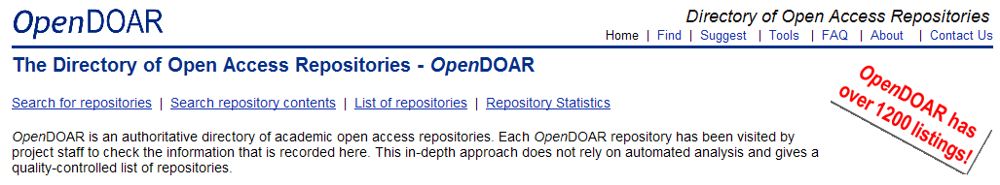 OpenDOAR
Directory of Open Access Repositories
Home | Find | Suggest | Tools | FAQ | About | Contact Us
The Directory of Open Access Repositories - OpenDOAR
Search for repositories | Search repository contents | List of repositories | Repository Statistics
OpenDOAR has
over 1200 listings!
OpenDOAR is an authoritative directory of academic open access repositories. Each OpenDOAR repository has been visited by
project staff to check the information that is recorded here. This in-depth approach does not rely on automated analysis and gives a
quality-controlled list of repositories.